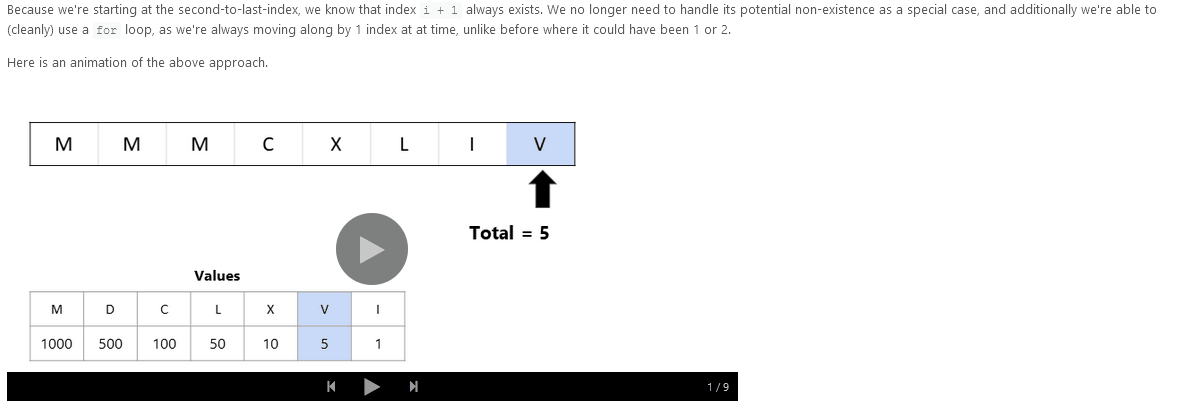 Because we're starting at the second-to-last-index, we know that index i + 1 always exists. We no longer need to handle its potential non-existence as a special case, and additionally we're able to
(cleanly) use a for loop, as we're always moving along by 1 index at at time, unlike before where it could have been 1 or 2.
Here is an animation of the above approach.
M M M C X L I V
Total = 5
Values
M D C L X V I
1000 500 100 50 10 5 1
1 / 9